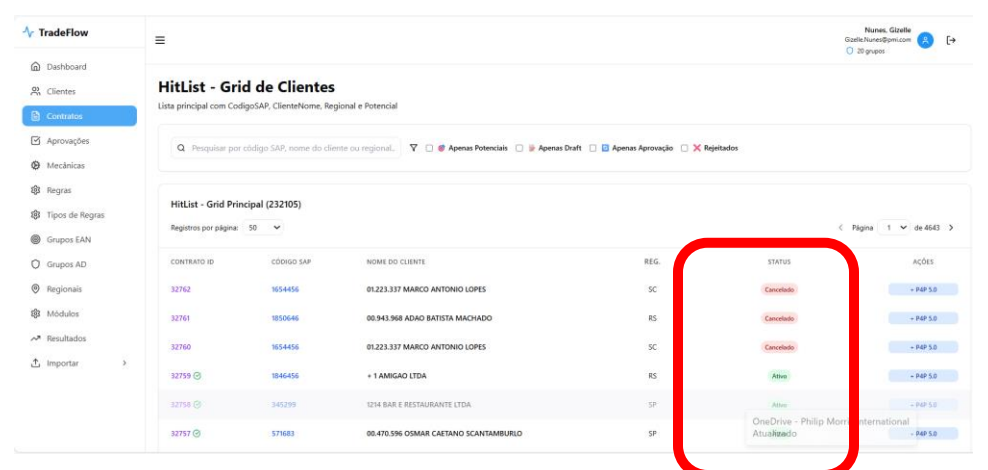 TradeFlow
Nunes, Gizelle
Gizelle.Nunes@pmi.com
20 grupos
Dashboard
Clientes
Contratos
Aprovações
Mecânicas
Regras
Tipos de Regras
Grupos EAN
Grupos AD
Regionais
Módulos
Resultados
Importar
HitList - Grid de Clientes
Lista principal com CodigoSAP, ClienteNome, Regional e Potencial
Pesquisar por código SAP, nome do cliente ou regional..
Apenas Potenciais
Apenas Draft
Apenas Aprovação
Rejeitados
HitList - Grid Principal (232105)
Registros por página: 50
Página 1 de 4643
CONTRATO ID CÓDIGO SAP NOME DO CLIENTE REG. STATUS AÇÕES
32762 1654456 01.223.337 MARCO ANTONIO LOPES SC Cancelado + P4P 5.0
32761 1850646 00.943.968 ADAO BATISTA MACHADO RS Cancelado + P4P 5.0
32760 1654456 01.223.337 MARCO ANTONIO LOPES SC Cancelado + P4P 5.0
32759 1846456 + 1 AMIGAO LTDA RS Ativo + P4P 5.0
32758 345299 1214 BAR E RESTAURANTE LTDA SP Ativo + P4P 5.0
32757 571683 00.470.596 OSMAR CAETANO SCANTAMBURLO SP Ativo + P4P 5.0
OneDrive - Philip Morris International
Atualizado